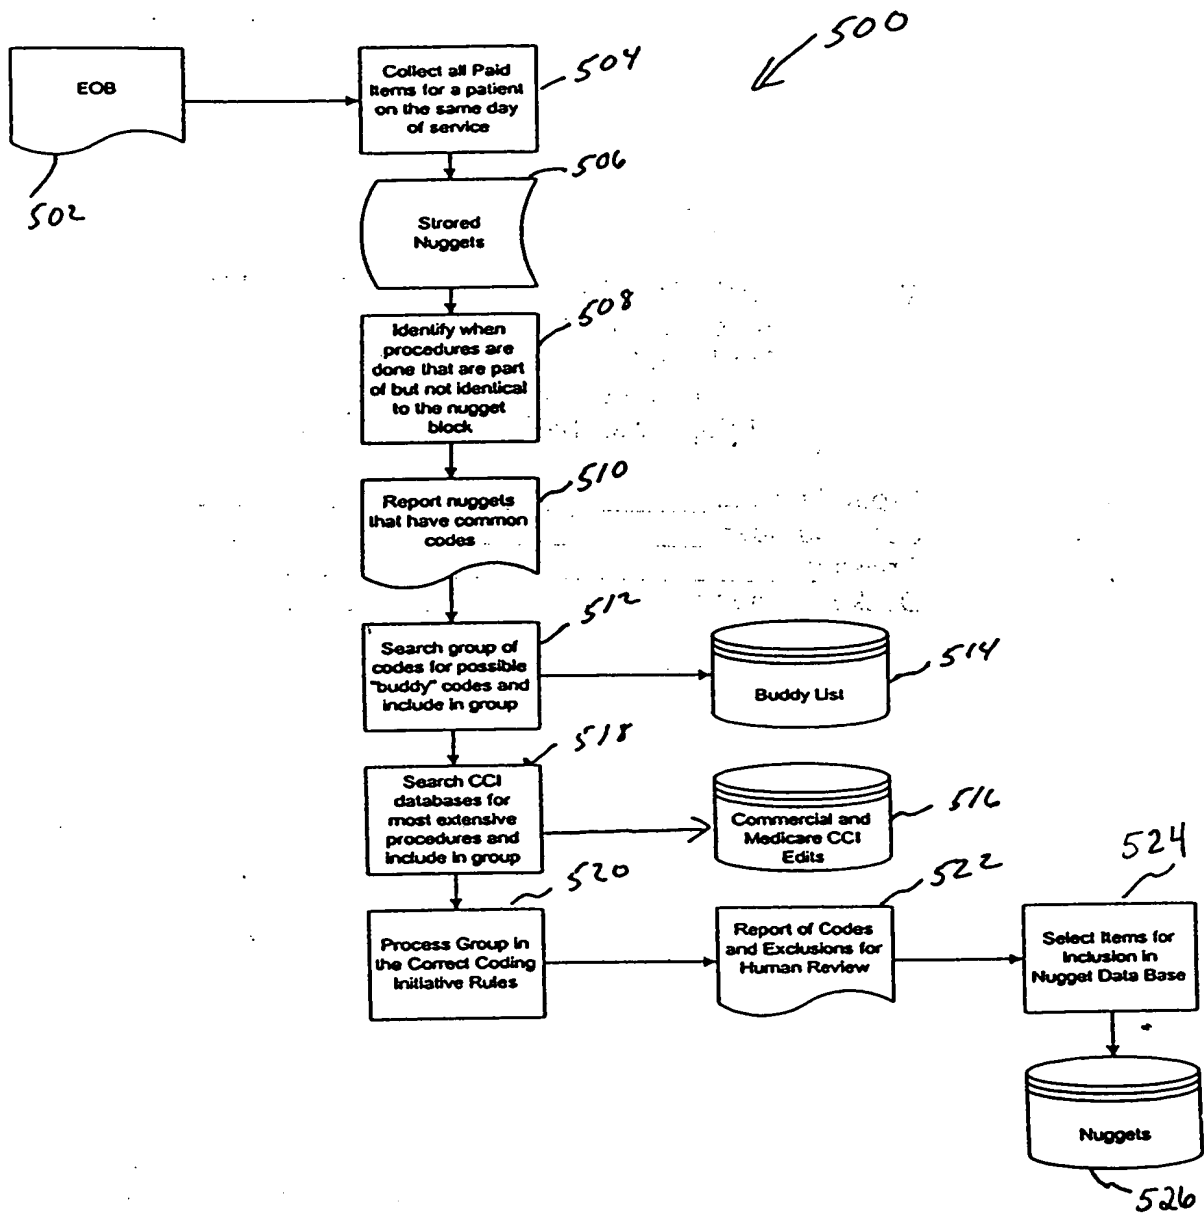 500
EOB
502
Collect all Paid
Items for a patient
on the same day
of service
504
506
Strored
Nuggets
508
Identify when
procedures are
done that are part
of but not identical
to the nugget
block
510
Report nuggets
that have common
codes
512
Search group of
codes for possible
"buddy" codes and
include in group
514
Buddy List
518
Search CCI
databases for
most extensive
procedures and
include in group
516
Commercial and
Medicare CCI
Edits
520
Process Group in
the Correct Coding
Initiative Rules
522
Report of Codes
and Exclusions for
Human Review
524
Select Items for
Inclusion in
Nugget Data Base
Nuggets
526